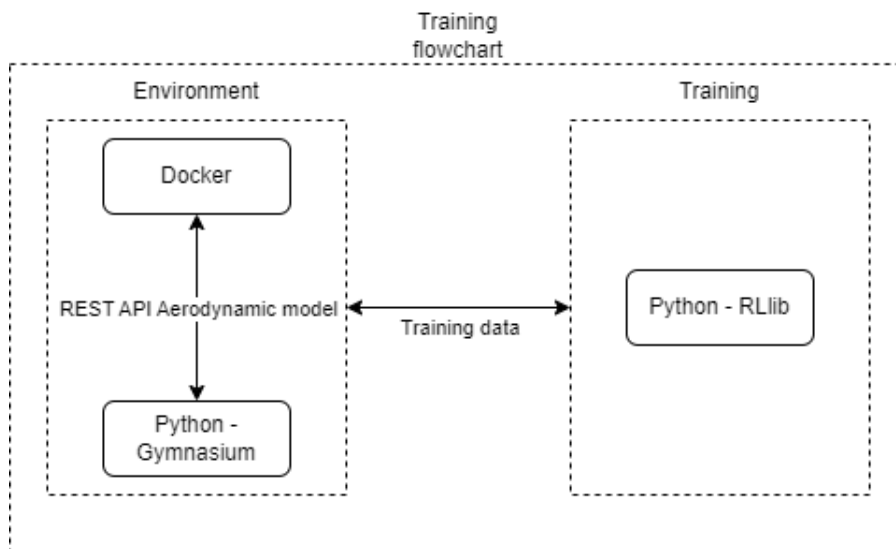 Training
flowchart
Environment
Training
Docker
REST API Aerodynamic model
Training data
Python - RLlib
Python -
Gymnasium